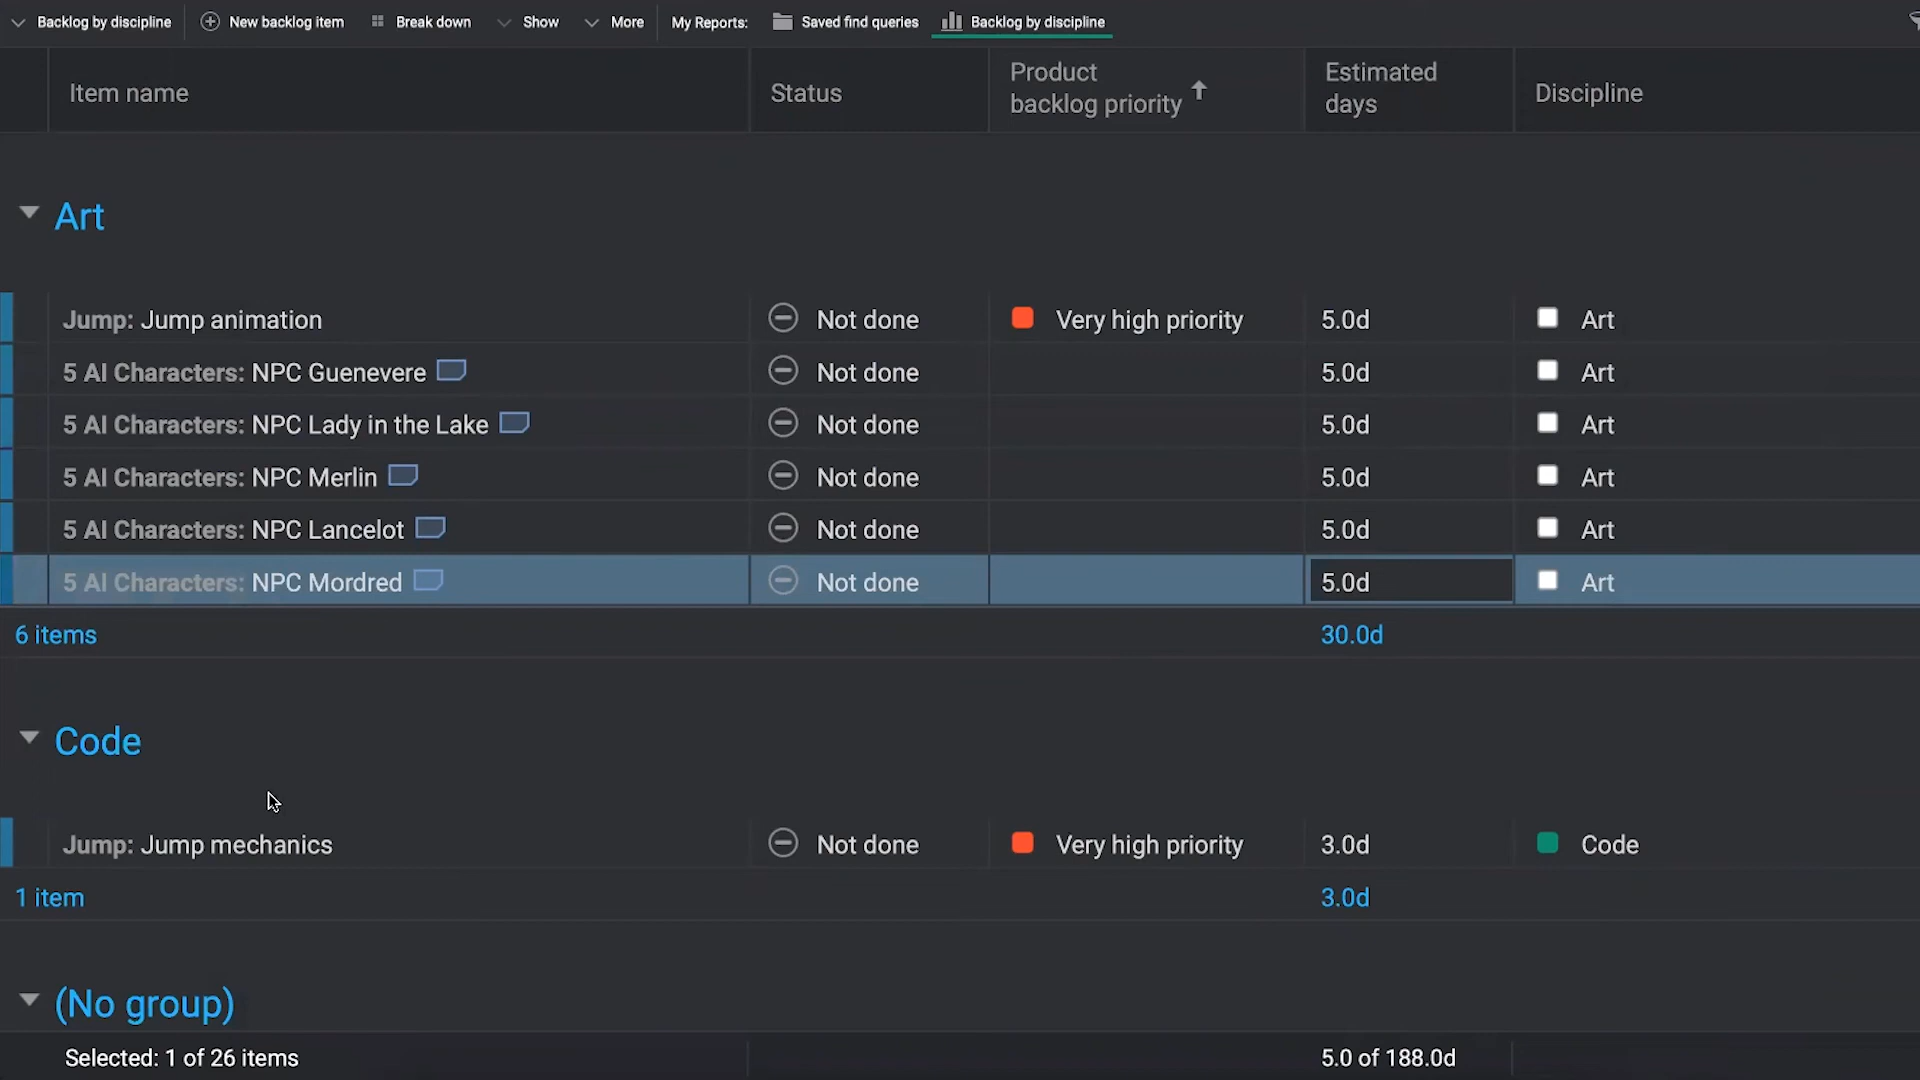 Backlog by discipline New backlog item Break down Show More My Reports: Saved find queries Backlog by discipline
Item name Status Product backlog priority Estimated days Discipline
Art
Jump: Jump animation Not done Very high priority 5.0d Art
5 AI Characters: NPC Guenevere Not done 5.0d Art
5 AI Characters: NPC Lady in the Lake Not done 5.0d Art
5 AI Characters: NPC Merlin Not done 5.0d Art
5 AI Characters: NPC Lancelot Not done 5.0d Art
5 AI Characters: NPC Mordred Not done 5.0d Art
6 items 30.0d
Code
Jump: Jump mechanics Not done Very high priority 3.0d Code
1 item 3.0d
(No group)
Selected: 1 of 26 items 5.0 of 188.0d